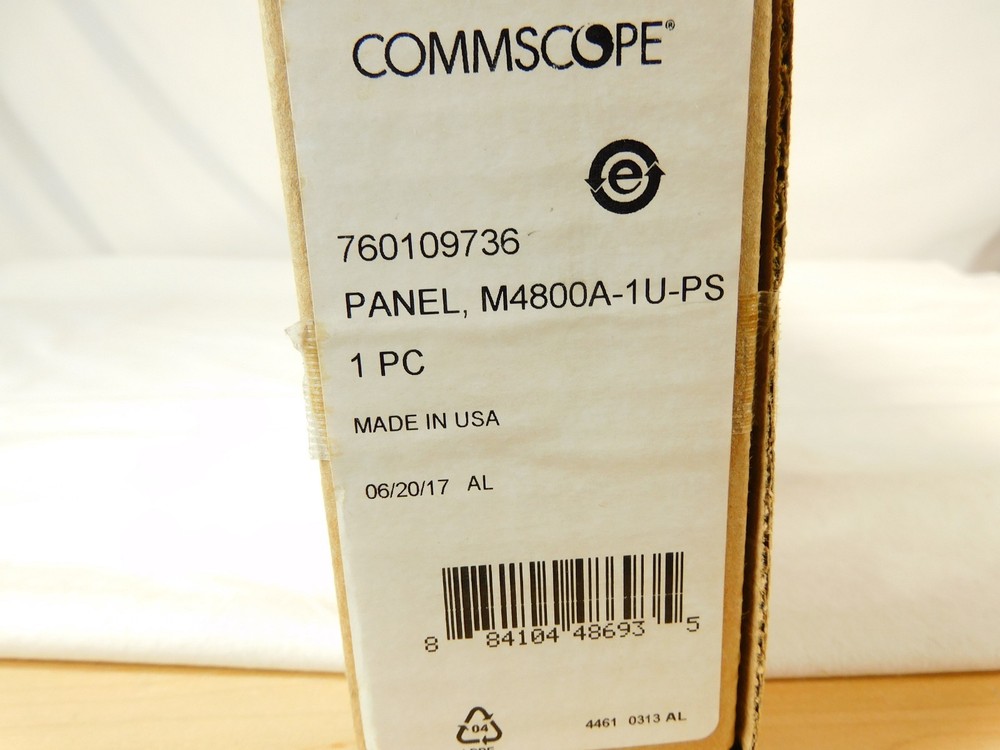 COMMSCOPE®
e
760109736
PANEL, M4800A-1U-PS
1 PC
MADE IN USA
06/20/17 AL
8 84104 48693 5
04
4461 0313 AL